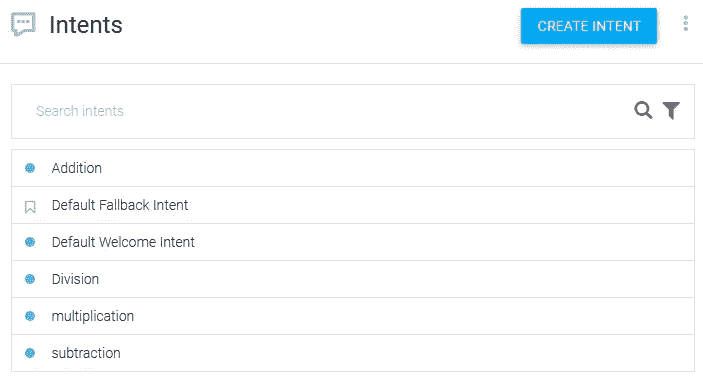 Intents
CREATE INTENT
Search intents
Addition
Default Fallback Intent
Default Welcome Intent
Division
multiplication
subtraction